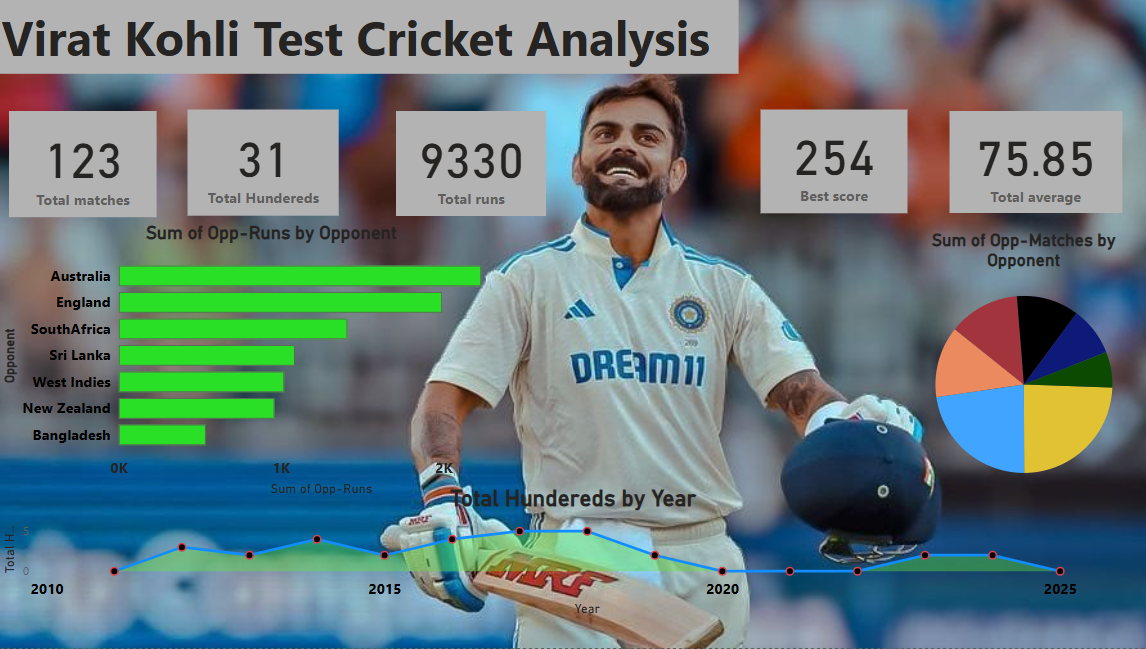 Virat Kohli Test Cricket Analysis
123
Total matches
31
Total Hundereds
9330
Total runs
254
Best score
75.85
Total average
Sum of Opp-Runs by Opponent
Opponent
Australia
England
SouthAfrica
Sri Lanka
West Indies
New Zealand
Bangladesh
0K 1K 2K
Sum of Opp-Runs
Sum of Opp-Matches by
Opponent
DREAM11
Total Hundereds by Year
Total H...
5
0
MRF
MRF
2010 2015 2020 2025
Year